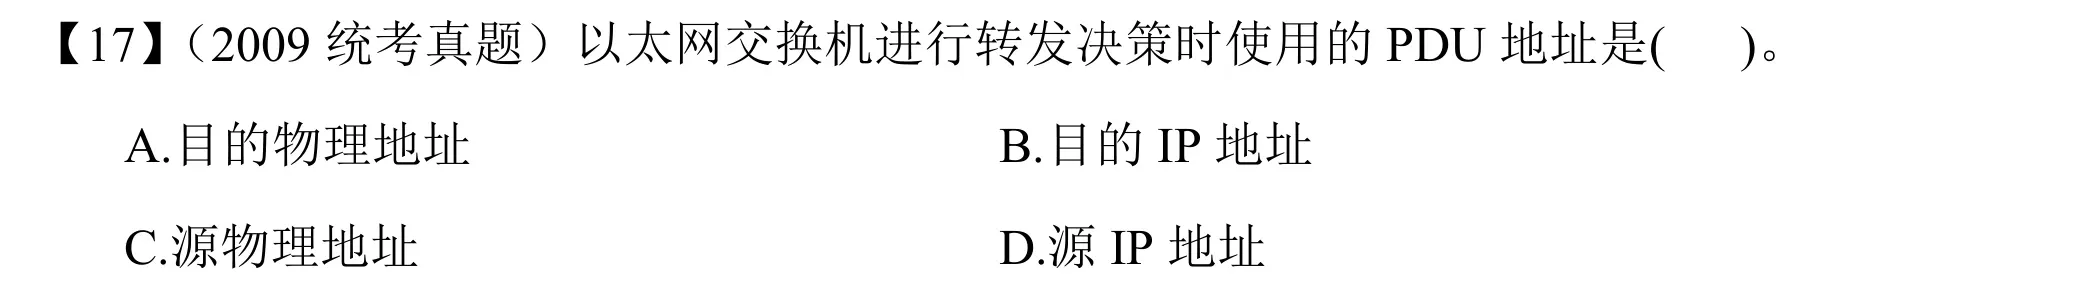 【17】（2009 统考真题）以太网交换机进行转发决策时使用的 PDU 地址是(    )。
A.目的物理地址 B.目的 IP 地址
C.源物理地址 D.源 IP 地址